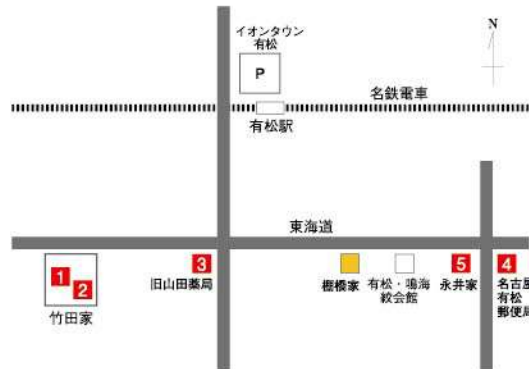 イオンタウン
有松
P
N
名鉄電車
有松駅
東海道
1
2
竹田家
3
旧山田薬局
棚橋家
有松・鳴海
絞会館
5
永井家
4
名古屋
有松
郵便局